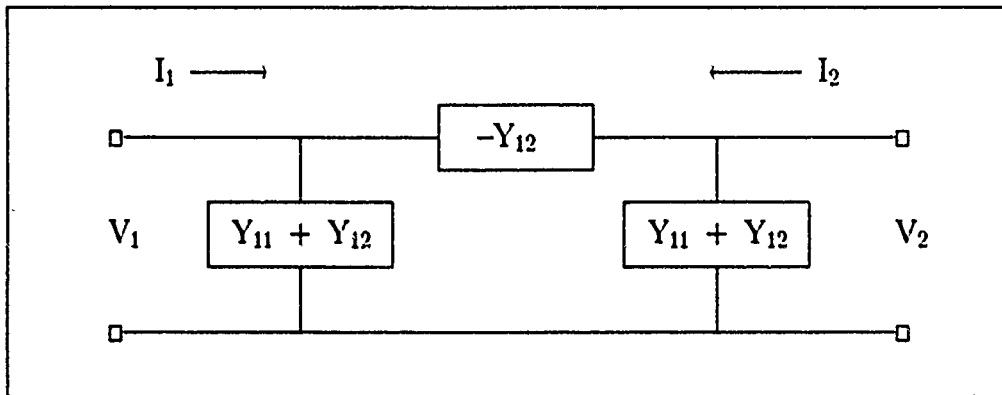 I₁ → ← I₂
–Y₁₂
V₁ Y₁₁ + Y₁₂ Y₁₁ + Y₁₂ V₂